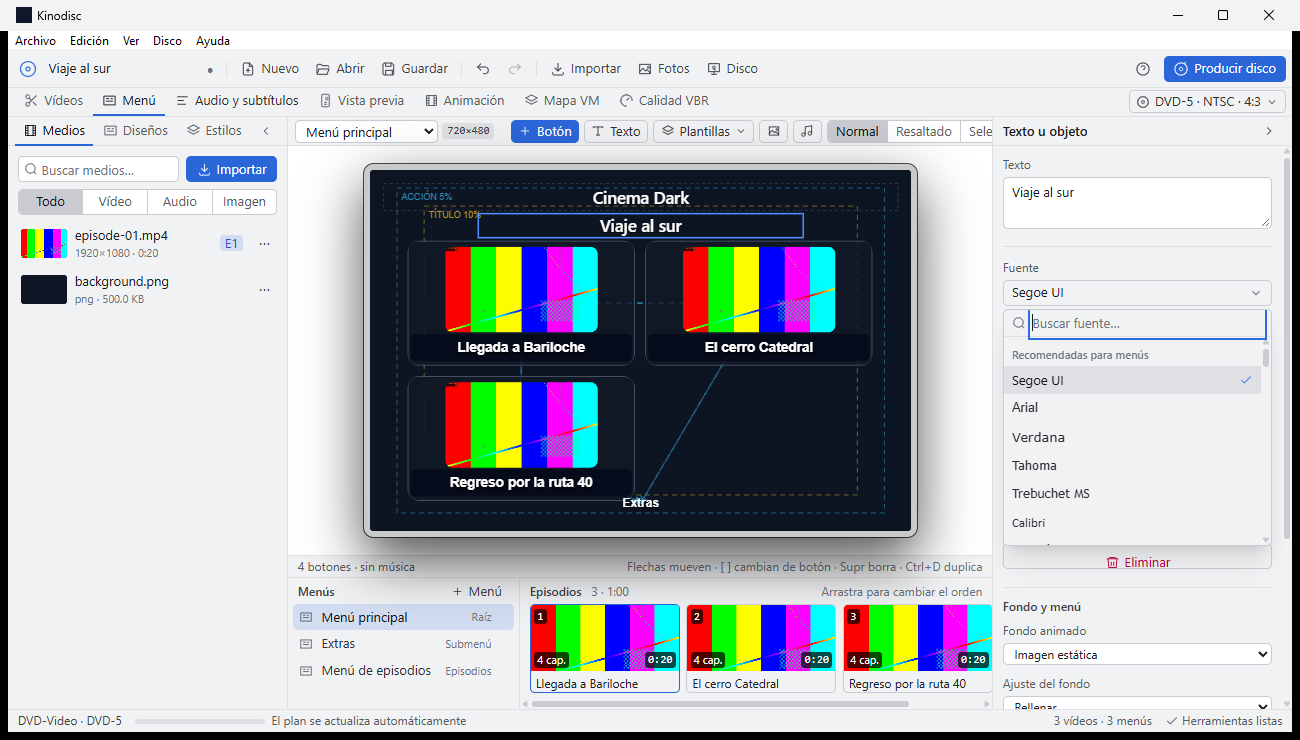 Kinodisc
Archivo Edición Ver Disco Ayuda
Viaje al sur
Nuevo Abrir Guardar Importar Fotos Disco Producir disco
Vídeos Menú Audio y subtítulos Vista previa Animación Mapa VM Calidad VBR DVD-5 · NTSC · 4:3
Medios Diseños Estilos
Menú principal 720×480 + Botón Texto Plantillas Normal Resaltado Sele
Texto u objeto
Buscar medios... Importar
Todo Vídeo Audio Imagen
episode-01.mp4
1920×1080 · 0:20
E1
background.png
png · 500.0 KB
ACCIÓN 5%
Cinema Dark
TÍTULO 10%
Viaje al sur
Llegada a Bariloche
El cerro Catedral
Regreso por la ruta 40
Extras
4 botones · sin música
Flechas mueven · [ ] cambian de botón · Supr borra · Ctrl+D duplica
Menús + Menú
Menú principal Raíz
Extras Submenú
Menú de episodios Episodios
Episodios 3 · 1:00 Arrastra para cambiar el orden
1 4 cap. 0:20
Llegada a Bariloche
2 4 cap. 0:20
El cerro Catedral
3 4 cap. 0:20
Regreso por la ruta 40
Texto
Viaje al sur
Fuente
Segoe UI
Buscar fuente...
Recomendadas para menús
Segoe UI
Arial
Verdana
Tahoma
Trebuchet MS
Calibri
Eliminar
Fondo y menú
Fondo animado
Imagen estática
Ajuste del fondo
Rellenar
DVD-Video · DVD-5 El plan se actualiza automáticamente 3 vídeos · 3 menús Herramientas listas